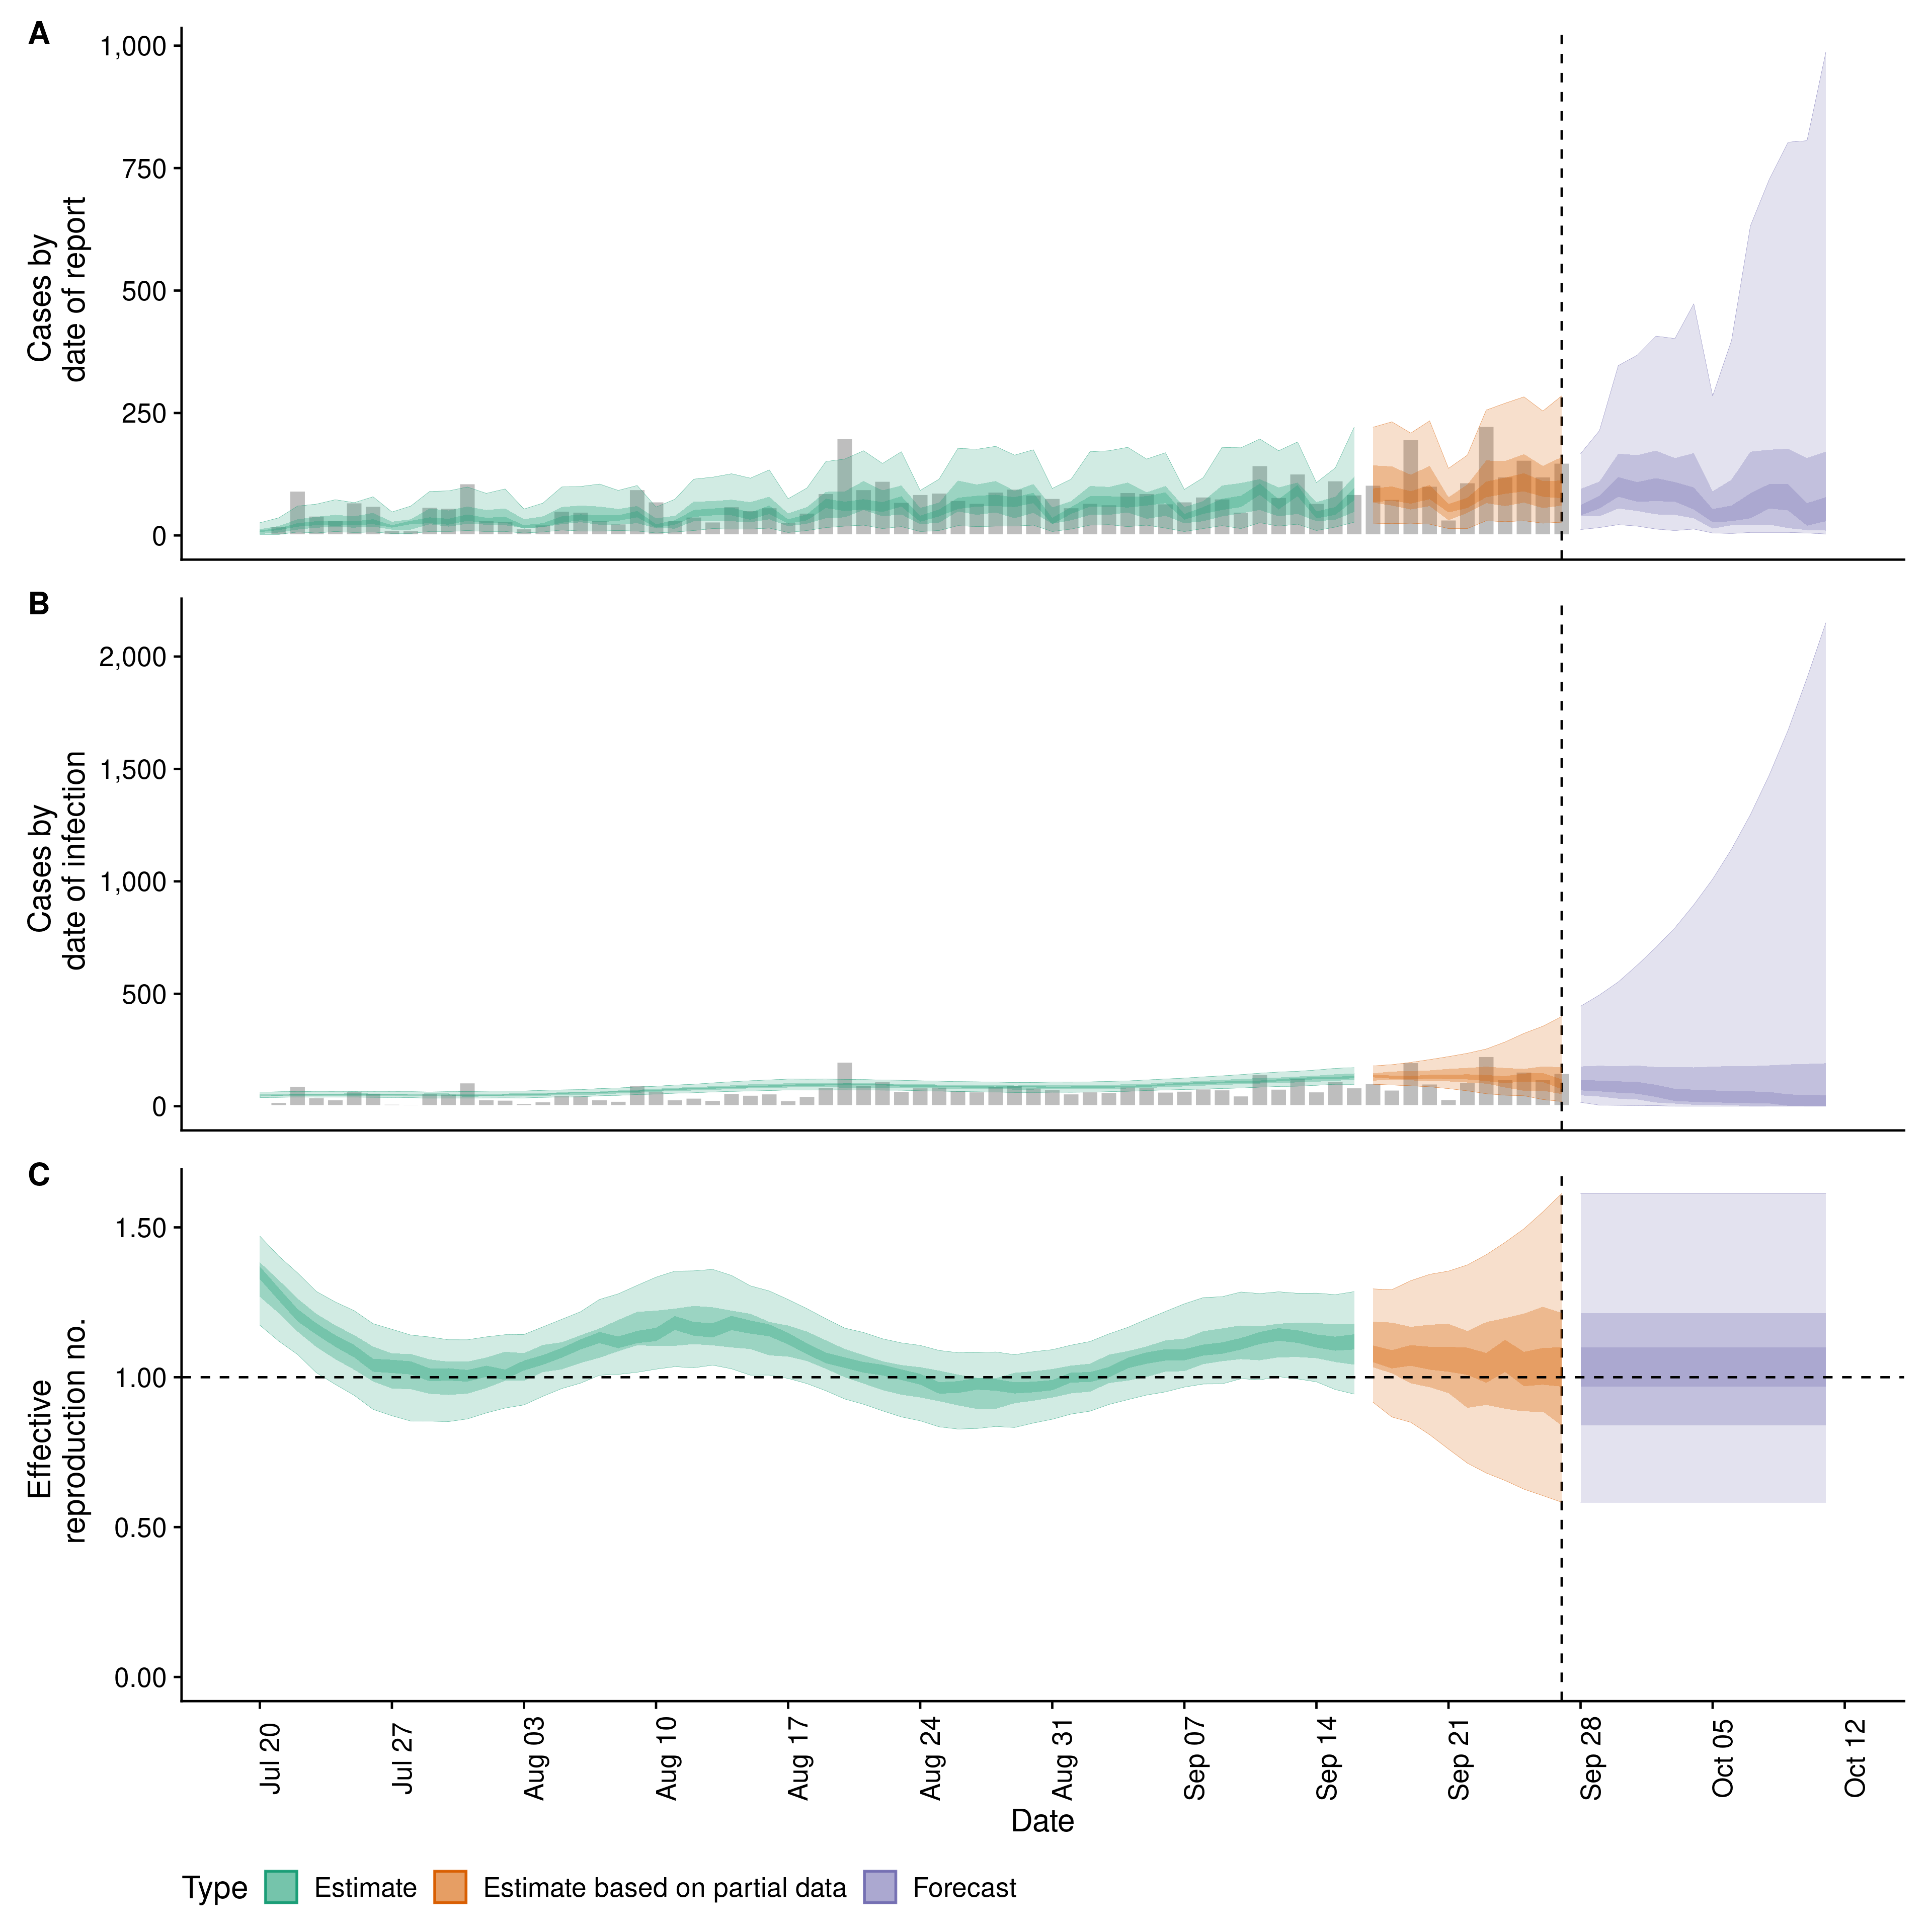 A
1,000
750
500
250
0
Cases by
date of report
B
2,000
1,500
1,000
500
0
Cases by
date of infection
C
1.50
1.00
0.50
0.00
Effective
reproduction no.
Jul 20
Jul 27
Aug 03
Aug 10
Aug 17
Aug 24
Aug 31
Sep 07
Sep 14
Sep 21
Sep 28
Oct 05
Oct 12
Date
Type Estimate Estimate based on partial data Forecast